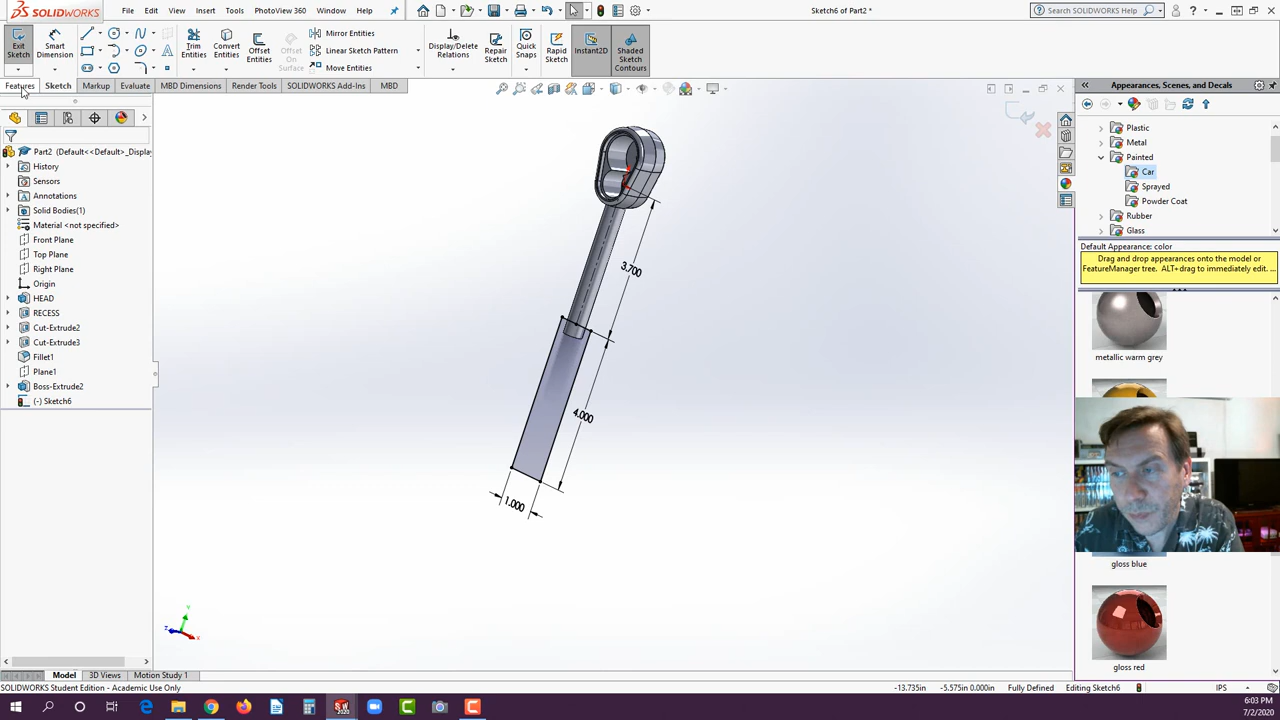 SOLIDWORKS File Edit View Insert Tools PhotoView 360 Window Help Sketch6 of Part2 * Search SOLIDWORKS Help
Exit Sketch Smart Dimension Trim Entities Convert Entities Offset Entities Offset On Surface Mirror Entities Display/Delete Relations Repair Sketch Quick Snaps Rapid Sketch Instant2D Shaded Sketch Contours
Linear Sketch Pattern
Move Entities
Features Sketch Markup Evaluate MBD Dimensions Render Tools SOLIDWORKS Add-Ins MBD
Appearances, Scenes, and Decals
Plastic
Metal
Painted
Car
Sprayed
Powder Coat
Rubber
Glass
Default Appearance: color
Drag and drop appearances onto the model or
FeatureManager tree. ALT+drag to immediately edit. ...
metallic warm grey
gloss blue
gloss red
Part2 (Default<<Default>_Display
History
Sensors
Annotations
Solid Bodies(1)
Material <not specified>
Front Plane
Top Plane
Right Plane
Origin
HEAD
RECESS
Cut-Extrude2
Cut-Extrude3
Fillet1
Plane1
Boss-Extrude2
(-) Sketch6
3.700
4.000
1.000
Y
Z
X
Model 3D Views Motion Study 1
SOLIDWORKS Student Edition - Academic Use Only -13.735in -5.575in 0.000in Fully Defined Editing Sketch6 IPS
6:03 PM
7/2/2020